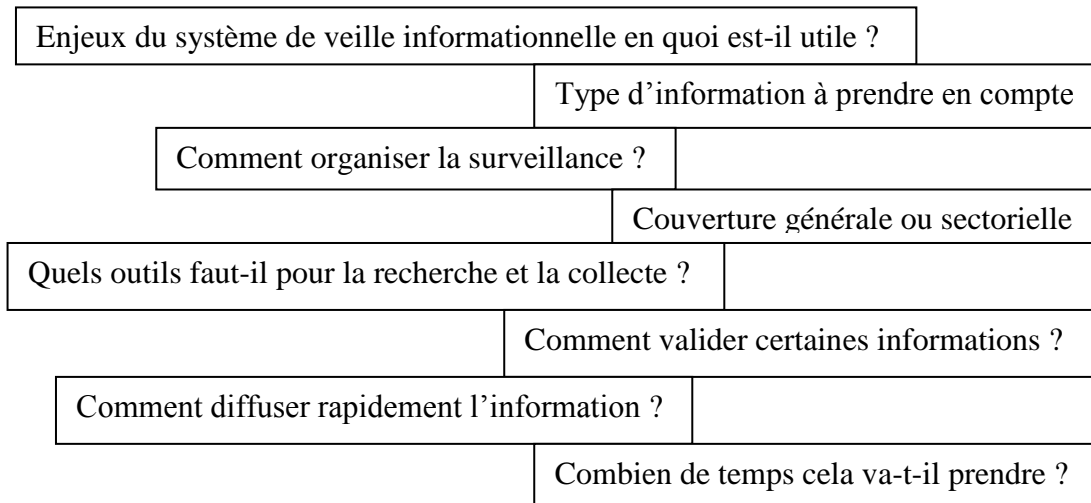 Enjeux du système de veille informationnelle en quoi est-il utile ?
Type d’information à prendre en compte
Comment organiser la surveillance ?
Couverture générale ou sectorielle
Quels outils faut-il pour la recherche et la collecte ?
Comment valider certaines informations ?
Comment diffuser rapidement l’information ?
Combien de temps cela va-t-il prendre ?